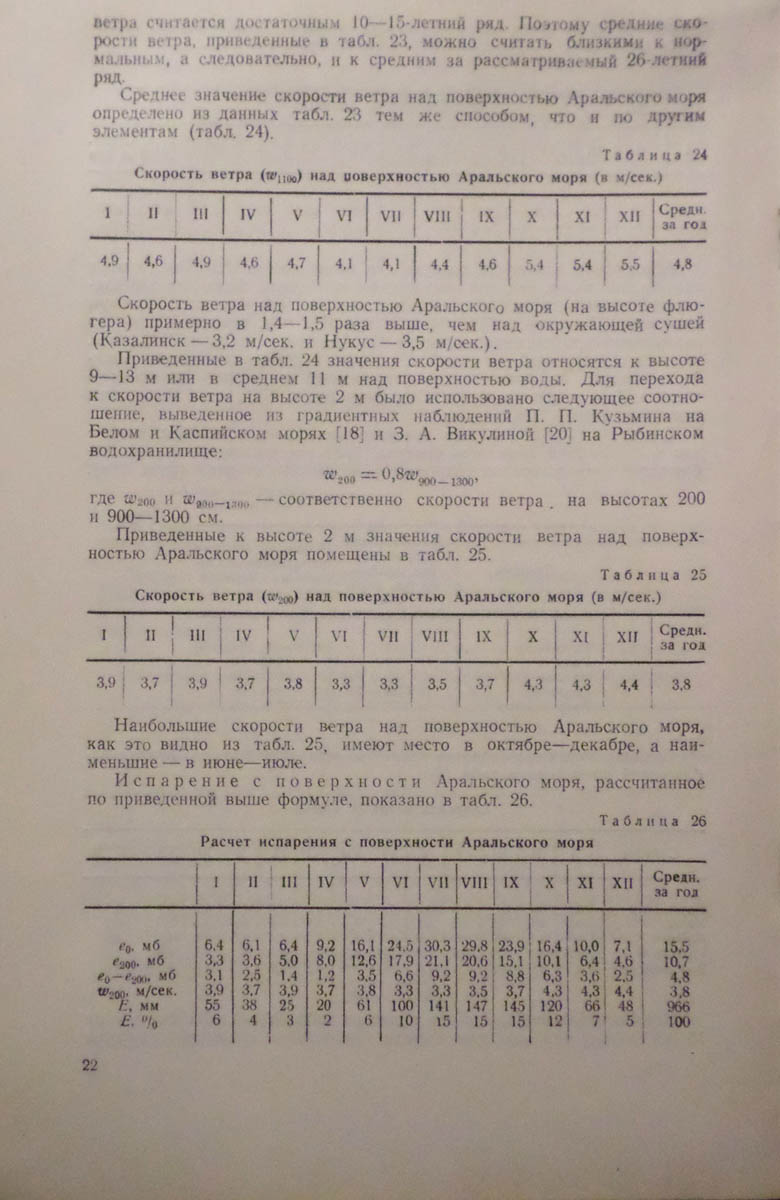 ветра считается достаточным 10—15-летний ряд. Поэтому средние ско-
рости ветра, приведенные в табл. 23, можно считать близкими к нор-
мальным, а следовательно, и к средним за рассматриваемый 26-летний
ряд.
Среднее значение скорости ветра над поверхностью Аральского моря
определено из данных табл. 23 тем же способом, что и по другим
элементам (табл. 24).
Таблица 24
Скорость ветра (w₁₁₀₀) над поверхностью Аральского моря (в м/сек.)
I II III IV V VI VII VIII IX X XI XII Средн. за год
4,9 4,6 4,9 4,6 4,7 4,1 4,1 4,4 4,6 5,4 5,4 5,5 4,8
Скорость ветра над поверхностью Аральского моря (на высоте флю-
гера) примерно в 1,4—1,5 раза выше, чем над окружающей сушей
(Казалинск — 3,2 м/сек. и Нукус — 3,5 м/сек.).
Приведенные в табл. 24 значения скорости ветра относятся к высоте
9—13 м или в среднем 11 м над поверхностью воды. Для перехода
к скорости ветра на высоте 2 м было использовано следующее соотно-
шение, выведенное из градиентных наблюдений П. П. Кузьмина на
Белом и Каспийском морях [18] и З. А. Викулиной [20] на Рыбинском
водохранилище:
w₂₀₀ = 0,8w₉₀₀₋₁₃₀₀,
где w₂₀₀ и w₉₀₀₋₁₃₀₀ — соответственно скорости ветра на высотах 200
и 900—1300 см.
Приведенные к высоте 2 м значения скорости ветра над поверх-
ностью Аральского моря помещены в табл. 25.
Таблица 25
Скорость ветра (w₂₀₀) над поверхностью Аральского моря (в м/сек.)
I II III IV V VI VII VIII IX X XI XII Средн. за год
3,9 3,7 3,9 3,7 3,8 3,3 3,3 3,5 3,7 4,3 4,3 4,4 3,8
Наибольшие скорости ветра над поверхностью Аральского моря,
как это видно из табл. 25, имеют место в октябре—декабре, а наи-
меньшие — в июне—июле.
Испарение с поверхности Аральского моря, рассчитанное
по приведенной выше формуле, показано в табл. 26.
Таблица 26
Расчет испарения с поверхности Аральского моря
I II III IV V VI VII VIII IX X XI XII Средн. за год
e₀, мб 6,4 6,1 6,4 9,2 16,1 24,5 30,3 29,8 23,9 16,4 10,0 7,1 15,5
e₂₀₀, мб 3,3 3,6 5,0 8,0 12,6 17,9 21,1 20,6 15,1 10,1 6,4 4,6 10,7
e₀—e₂₀₀, мб 3,1 2,5 1,4 1,2 3,5 6,6 9,2 9,2 8,8 6,3 3,6 2,5 4,8
w₂₀₀, м/сек. 3,9 3,7 3,9 3,7 3,8 3,3 3,3 3,5 3,7 4,3 4,3 4,4 3,8
E, мм 55 38 25 20 61 100 141 147 145 120 66 48 966
E, % 6 4 3 2 6 10 15 15 15 12 7 5 100
22